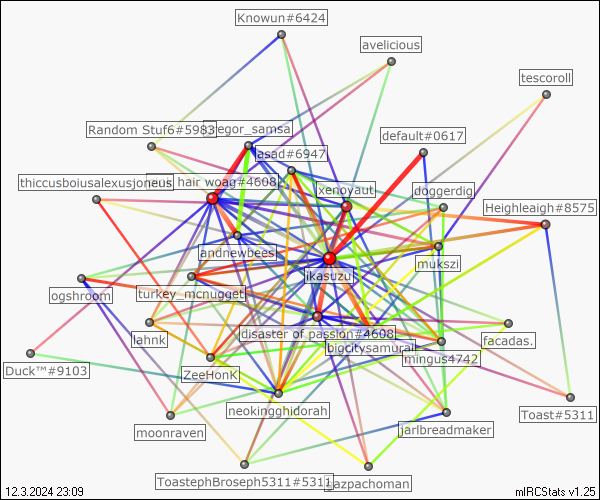 Knowun#6424
avelicious
tescoroll
Random Stuf6#5983
gregor_samsa
default#0617
asad#6947
thiccusboiusalexusjoneus
hair woag#4608
xenoyaut
doggerdig
Heighleaigh#8575
andnewbees
mukszi
ikasuzu
ogshroom
turkey_mcnugget
lahnk
disaster of passion#4608
bigcitysamurai
facadas.
mingus4742
Duck™#9103
ZeeHonK
neokingghidorah
Toast#5311
moonraven
jarlbreadmaker
ToastephBroseph5311#5311
gazpachoman
12.3.2024 23:09
mIRCStats v1.25